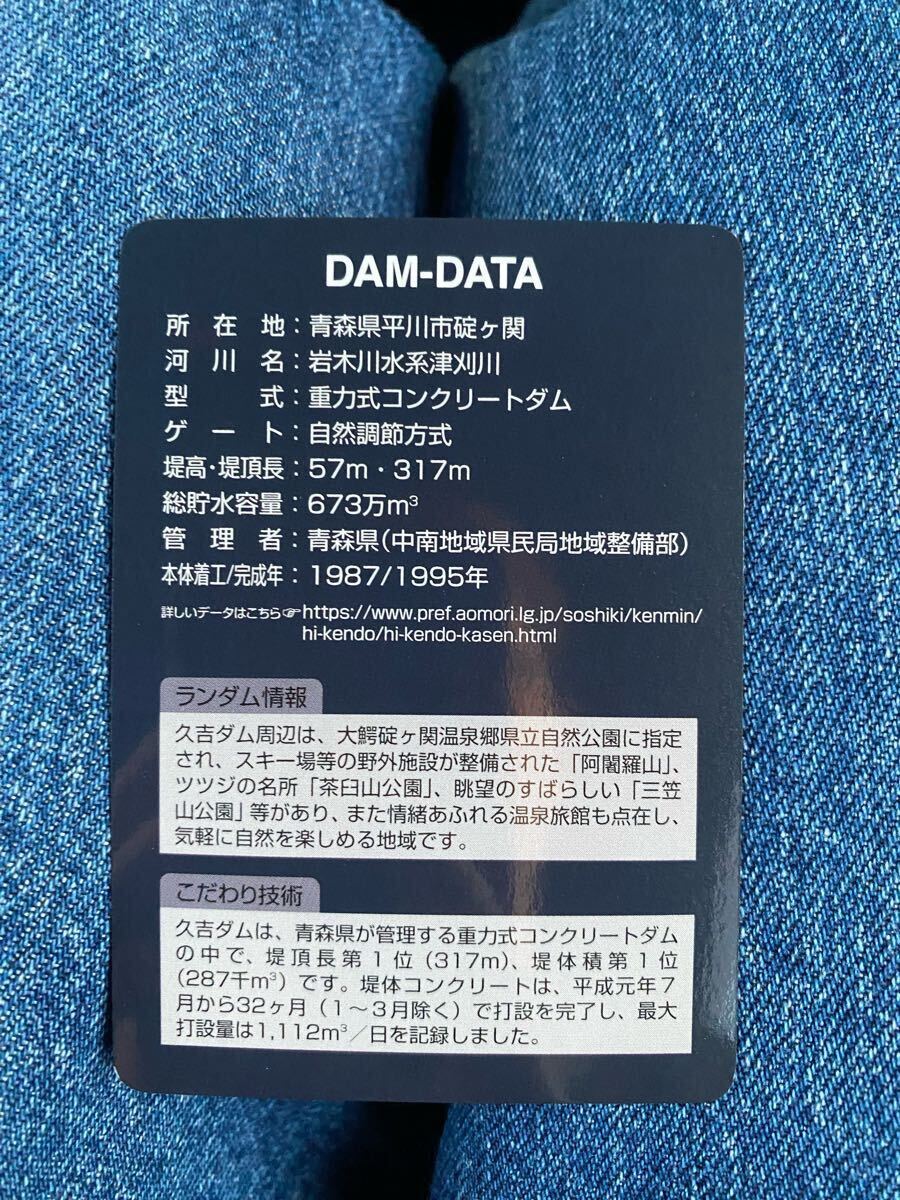 DAM-DATA
所在地：青森県平川市碇ヶ関
河川名：岩木川水系津刈川
型式：重力式コンクリートダム
ゲート：自然調節方式
堤高・堤頂長：57m・317m
総貯水容量：673万m³
管理者：青森県(中南地域県民局地域整備部)
本体着工/完成年：1987/1995年
詳しいデータはこちら☞https://www.pref.aomori.lg.jp/soshiki/kenmin/
hi-kendo/hi-kendo-kasen.html
ランダム情報
久吉ダム周辺は、大鰐碇ヶ関温泉郷県立自然公園に指定
され、スキー場等の野外施設が整備された「阿闍羅山」、
ツツジの名所「茶臼山公園」、眺望のすばらしい「三笠
山公園」等があり、また情緒あふれる温泉旅館も点在し、
気軽に自然を楽しめる地域です。
こだわり技術
久吉ダムは、青森県が管理する重力式コンクリートダム
の中で、堤頂長第1位(317m)、堤体積第1位
(287千m³)です。堤体コンクリートは、平成元年7
月から32ヶ月(1～3月除く)で打設を完了し、最大
打設量は1,112m³／日を記録しました。